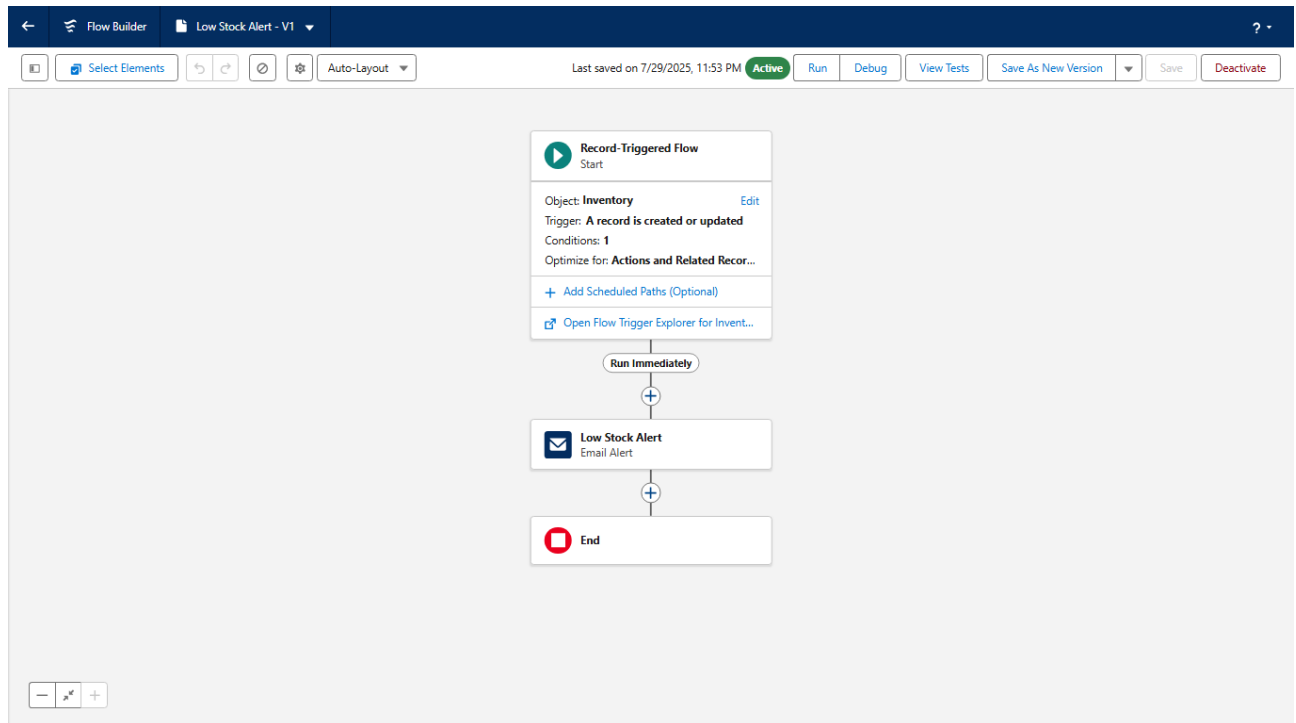 Flow Builder
Low Stock Alert - V1
?
Select Elements
Auto-Layout
Last saved on 7/29/2025, 11:53 PM
Active
Run
Debug
View Tests
Save As New Version
Save
Deactivate
Record-Triggered Flow
Start
Object: Inventory
Edit
Trigger: A record is created or updated
Conditions: 1
Optimize for: Actions and Related Recor...
+ Add Scheduled Paths (Optional)
Open Flow Trigger Explorer for Invent...
Run Immediately
Low Stock Alert
Email Alert
End